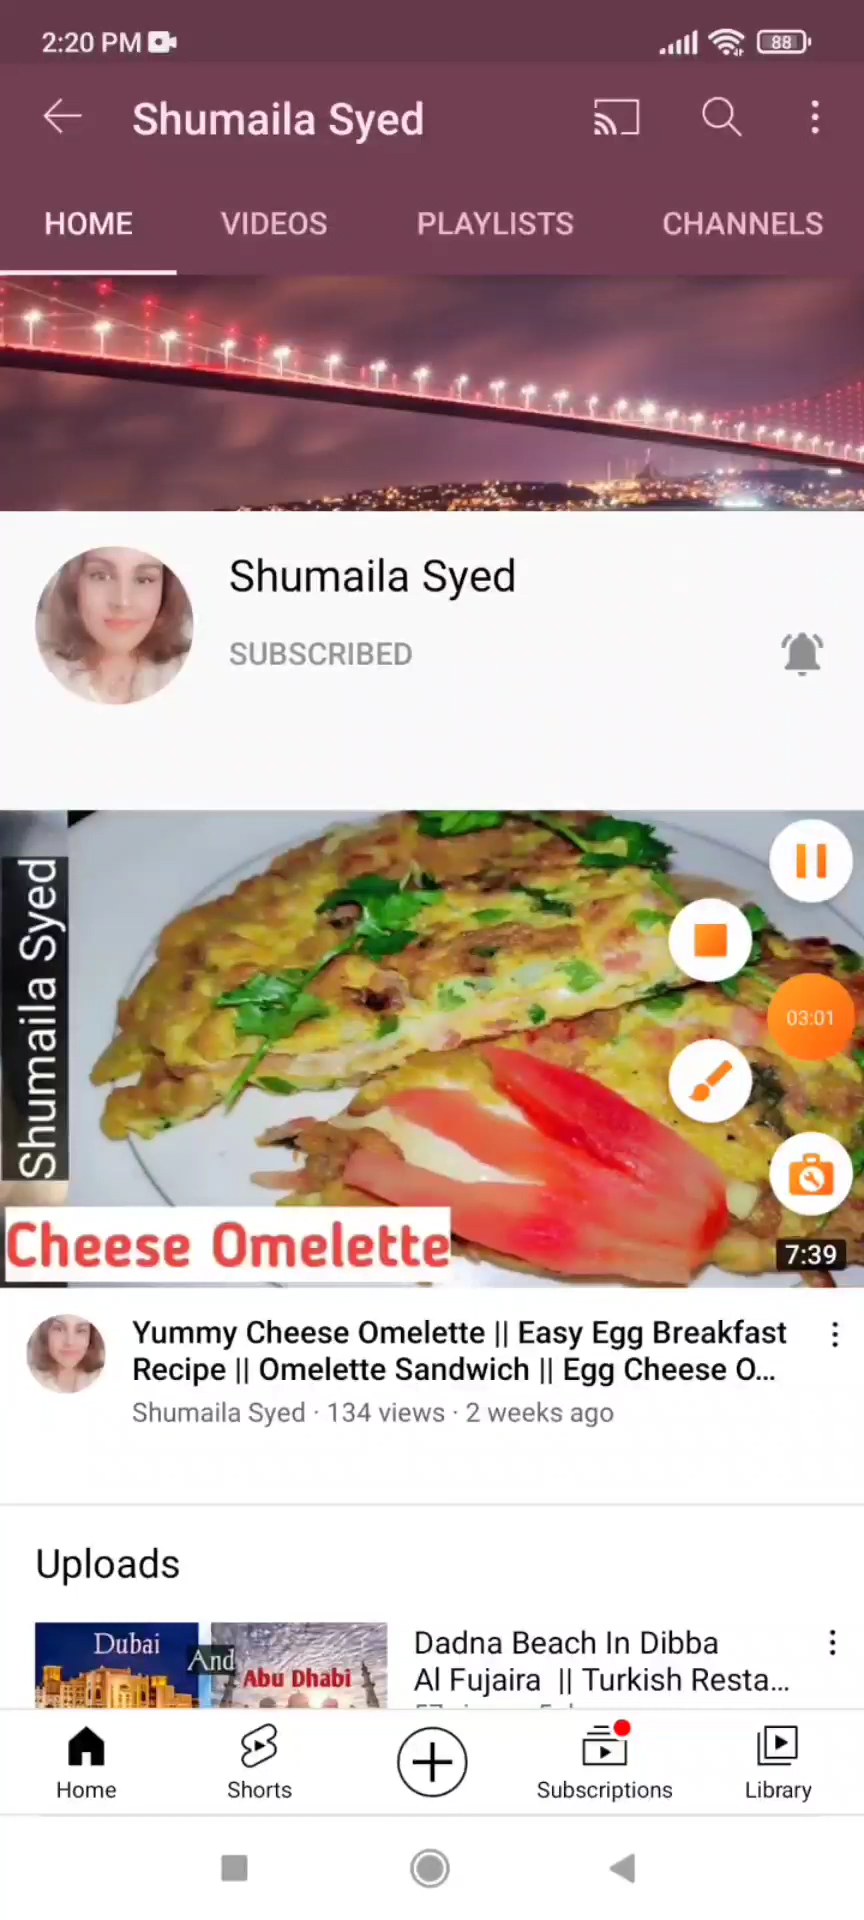 2:20 PM
88
Shumaila Syed
HOME VIDEOS PLAYLISTS CHANNELS
Shumaila Syed
SUBSCRIBED
Shumaila Syed
03:01
Cheese Omelette
7:39
Yummy Cheese Omelette || Easy Egg Breakfast
Recipe || Omelette Sandwich || Egg Cheese O...
Shumaila Syed · 134 views · 2 weeks ago
Uploads
Dubai And Abu Dhabi
Dadna Beach In Dibba
Al Fujaira || Turkish Resta...
Home Shorts Subscriptions Library